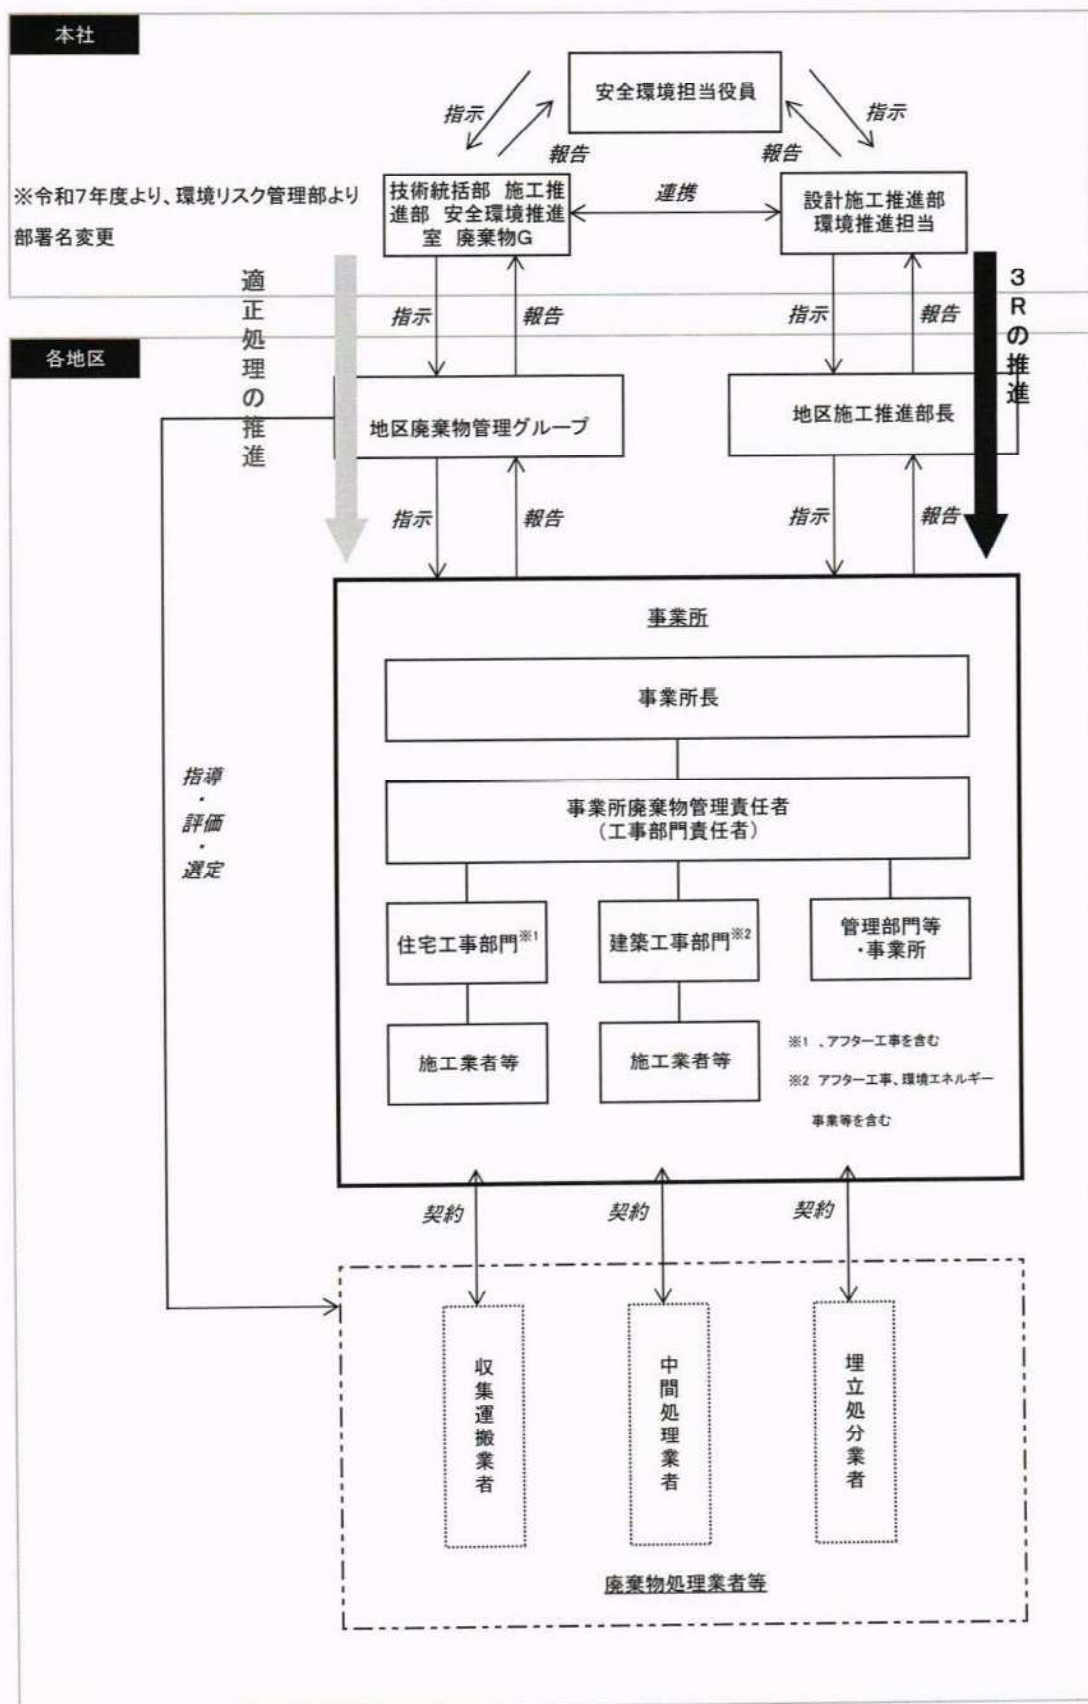 本社
安全環境担当役員
指示
報告
報告
指示
※令和7年度より、環境リスク管理部より
部署名変更
技術統括部 施工推
進部 安全環境推進
室 廃棄物G
連携
設計施工推進部
環境推進担当
適正処理の推進
指示
報告
指示
報告
3Rの推進
各地区
地区廃棄物管理グループ
地区施工推進部長
指示
報告
指示
報告
事業所
事業所長
指導
・
評価
・
選定
事業所廃棄物管理責任者
(工事部門責任者)
住宅工事部門※1
建築工事部門※2
管理部門等
・事業所
施工業者等
施工業者等
※1 、アフター工事を含む
※2 アフター工事、環境エネルギー
事業等を含む
契約
契約
契約
収集運搬業者
中間処理業者
埋立処分業者
廃棄物処理業者等